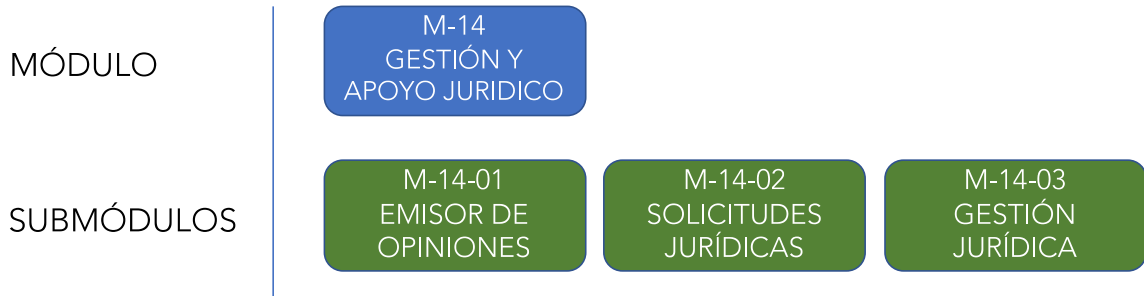 MÓDULO
M-14
GESTIÓN Y
APOYO JURIDICO
SUBMÓDULOS
M-14-01
EMISOR DE
OPINIONES
M-14-02
SOLICITUDES
JURÍDICAS
M-14-03
GESTIÓN
JURÍDICA